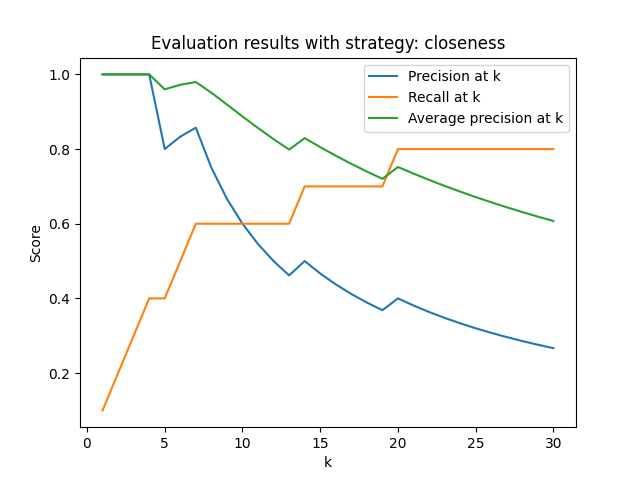 Evaluation results with strategy: closeness
Precision at k
Recall at k
Average precision at k
1.0
0.8
0.6
0.4
0.2
Score
0 5 10 15 20 25 30
k